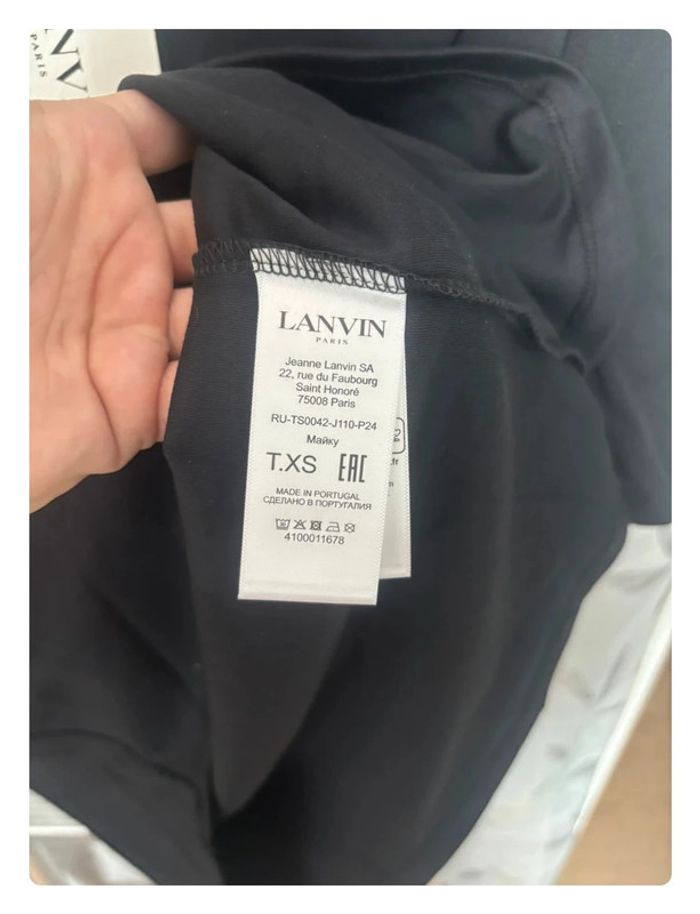 LANVIN
PARIS
Jeanne Lanvin SA
22, rue du Faubourg
Saint Honoré
75008 Paris
RU-TS0042-J110-P24
Майку
T.XS EAC
MADE IN PORTUGAL
СДЕЛАНО В ПОРТУГАЛИЯ
4100011678
PARIS